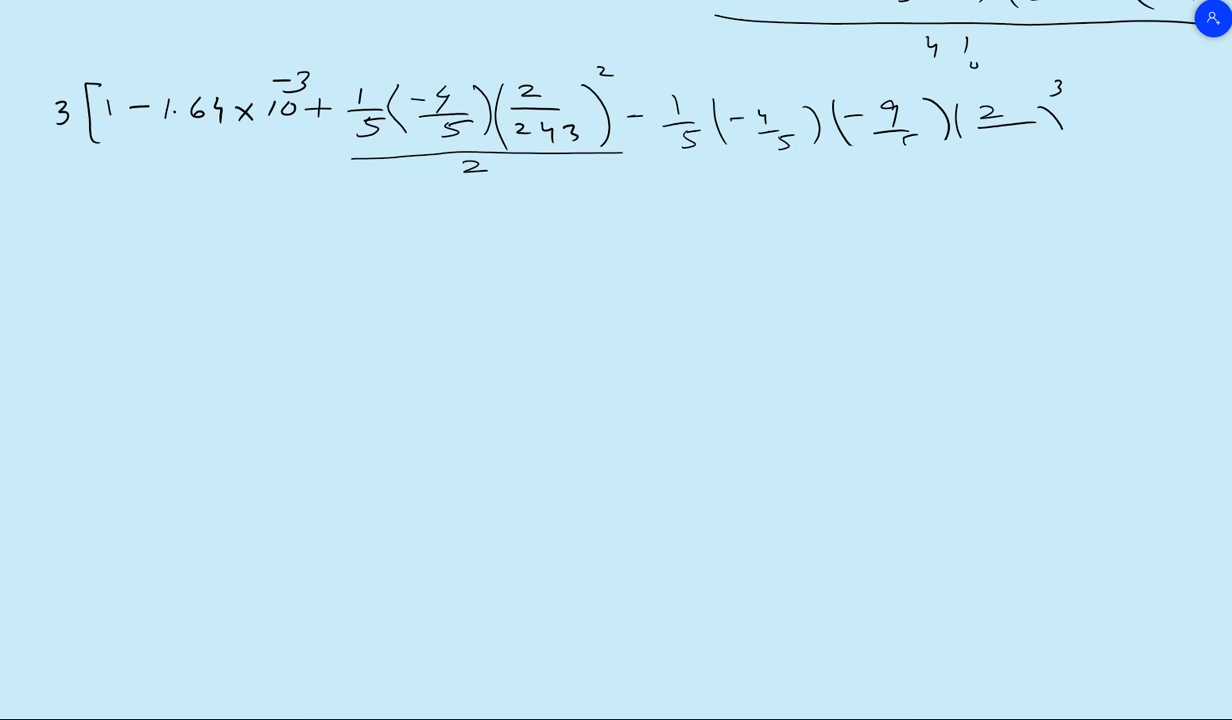 4!
3 [1 - 1.64 × 10^-3 + (1/5 (-4/5)(2/243)^2)/2 - 1/5 (-4/5)(-9/5)(2/ )^3